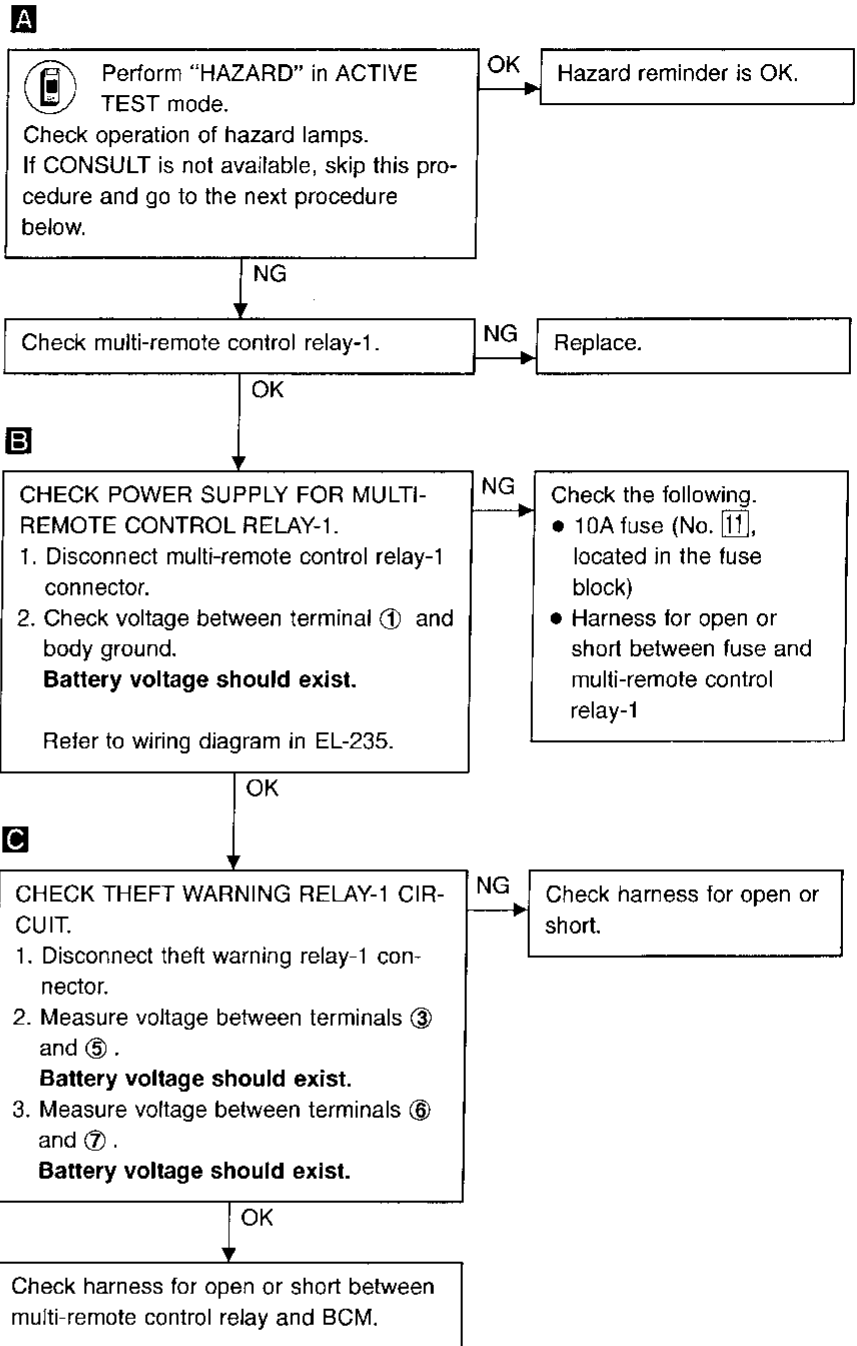 A
Perform “HAZARD” in ACTIVE
TEST mode.
Check operation of hazard lamps.
If CONSULT is not available, skip this pro-
cedure and go to the next procedure
below.
OK
Hazard reminder is OK.
NG
Check multi-remote control relay-1.
NG
Replace.
OK
B
CHECK POWER SUPPLY FOR MULTI-
REMOTE CONTROL RELAY-1.
1. Disconnect multi-remote control relay-1
connector.
2. Check voltage between terminal ① and
body ground.
Battery voltage should exist.
Refer to wiring diagram in EL-235.
NG
Check the following.
● 10A fuse (No. 11,
located in the fuse
block)
● Harness for open or
short between fuse and
multi-remote control
relay-1
OK
C
CHECK THEFT WARNING RELAY-1 CIR-
CUIT.
1. Disconnect theft warning relay-1 con-
nector.
2. Measure voltage between terminals ③
and ⑤ .
Battery voltage should exist.
3. Measure voltage between terminals ⑥
and ⑦ .
Battery voltage should exist.
NG
Check harness for open or
short.
OK
Check harness for open or short between
multi-remote control relay and BCM.